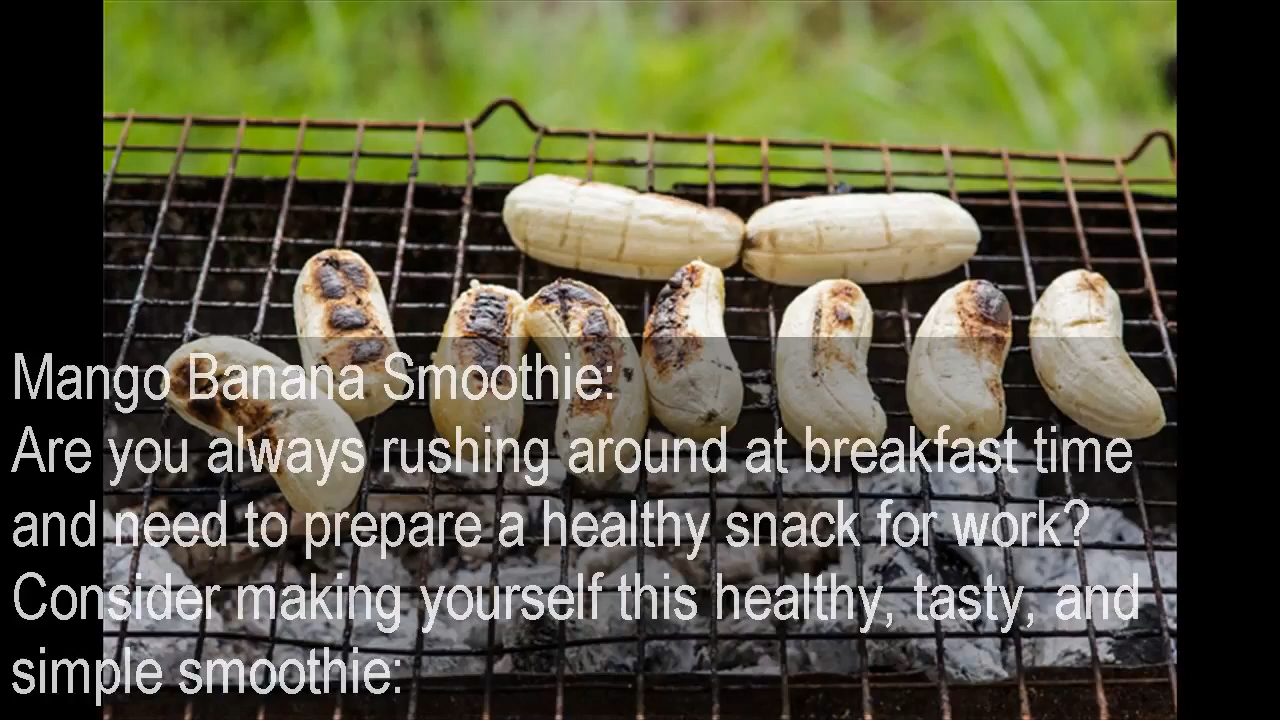 Mango Banana Smoothie:
Are you always rushing around at breakfast time
and need to prepare a healthy snack for work?
Consider making yourself this healthy, tasty, and
simple smoothie: